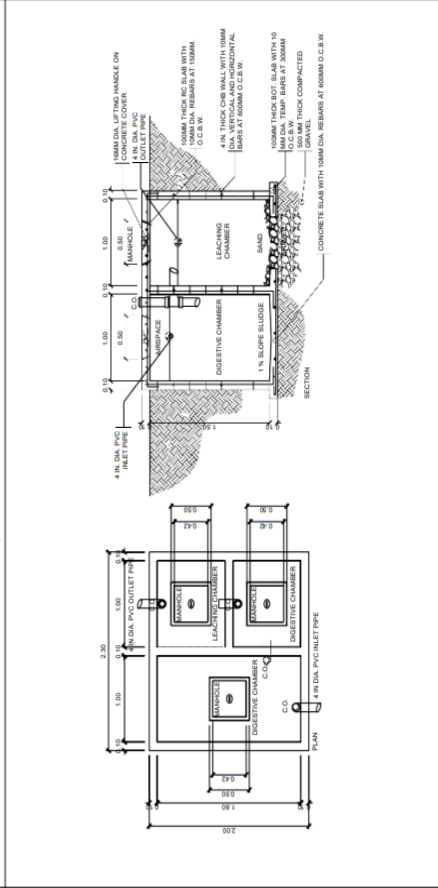 16MM DIA. LIFTING HANDLE ON
CONCRETE COVER
4 IN. DIA. PVC
OUTLET PIPE
100MM THICK RC SLAB WITH
10MM DIA. REBARS AT 150MM.
O.C.B.W.
4 IN. THICK CHB WALL WITH 10MM
DIA. VERTICAL AND HORIZONTAL
BARS AT 600MM O.C.B.W.
100MM THICK BOT. SLAB WITH 10
MM DIA. TEMP. BARS AT 300MM
O.C.B.W.
500 MM THICK COMPACTED
GRAVEL
CONCRETE SLAB WITH 10MM DIA. REBARS AT 600MM O.C.B.W.
0.10
1.00
0.10
1.00
0.10
0.50
0.50
MANHOLE
C.O.
AIRSPACE
LEACHING
CHAMBER
SAND
DIGESTIVE CHAMBER
1 % SLOPE SLUDGE
4 IN. DIA. PVC
INLET PIPE
1.50
SECTION
2.30
0.10
1.00
0.10
1.00
0.10
4 IN DIA. PVC OUTLET PIPE
C.O.
C.O.
MANHOLE
LEACHING CHAMBER
MANHOLE
DIGESTIVE CHAMBER
MANHOLE
DIGESTIVE CHAMBER
C.O.
C.O.
4 IN DIA. PVC INLET PIPE
0.50
0.42
0.50
0.42
0.42
0.50
1.80
2.00
PLAN